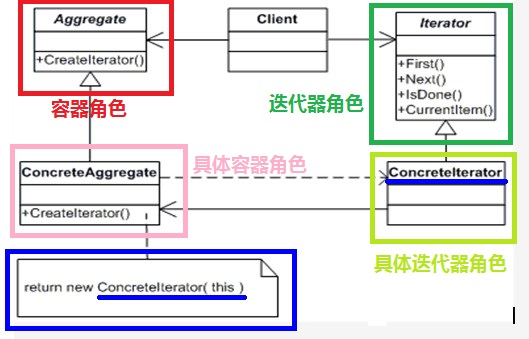 Aggregate
+CreateIterator()
容器角色
Client
Iterator
+First()
+Next()
+IsDone()
+CurrentItem()
迭代器角色
ConcreteAggregate
+CreateIterator()
具体容器角色
ConcreteIterator
具体迭代器角色
return new ConcreteIterator( this )